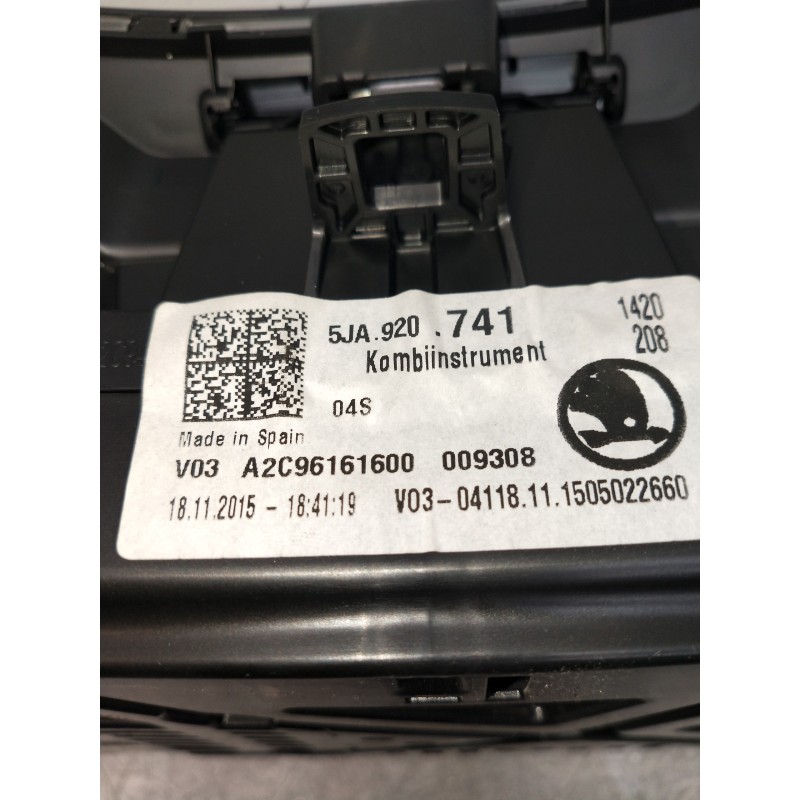 5JA.920 .741
1420
208
Kombiinstrument
04S
Made in Spain
V03 A2C96161600 009308
18.11.2015 - 18:41:19 V03-04118.11.1505022660